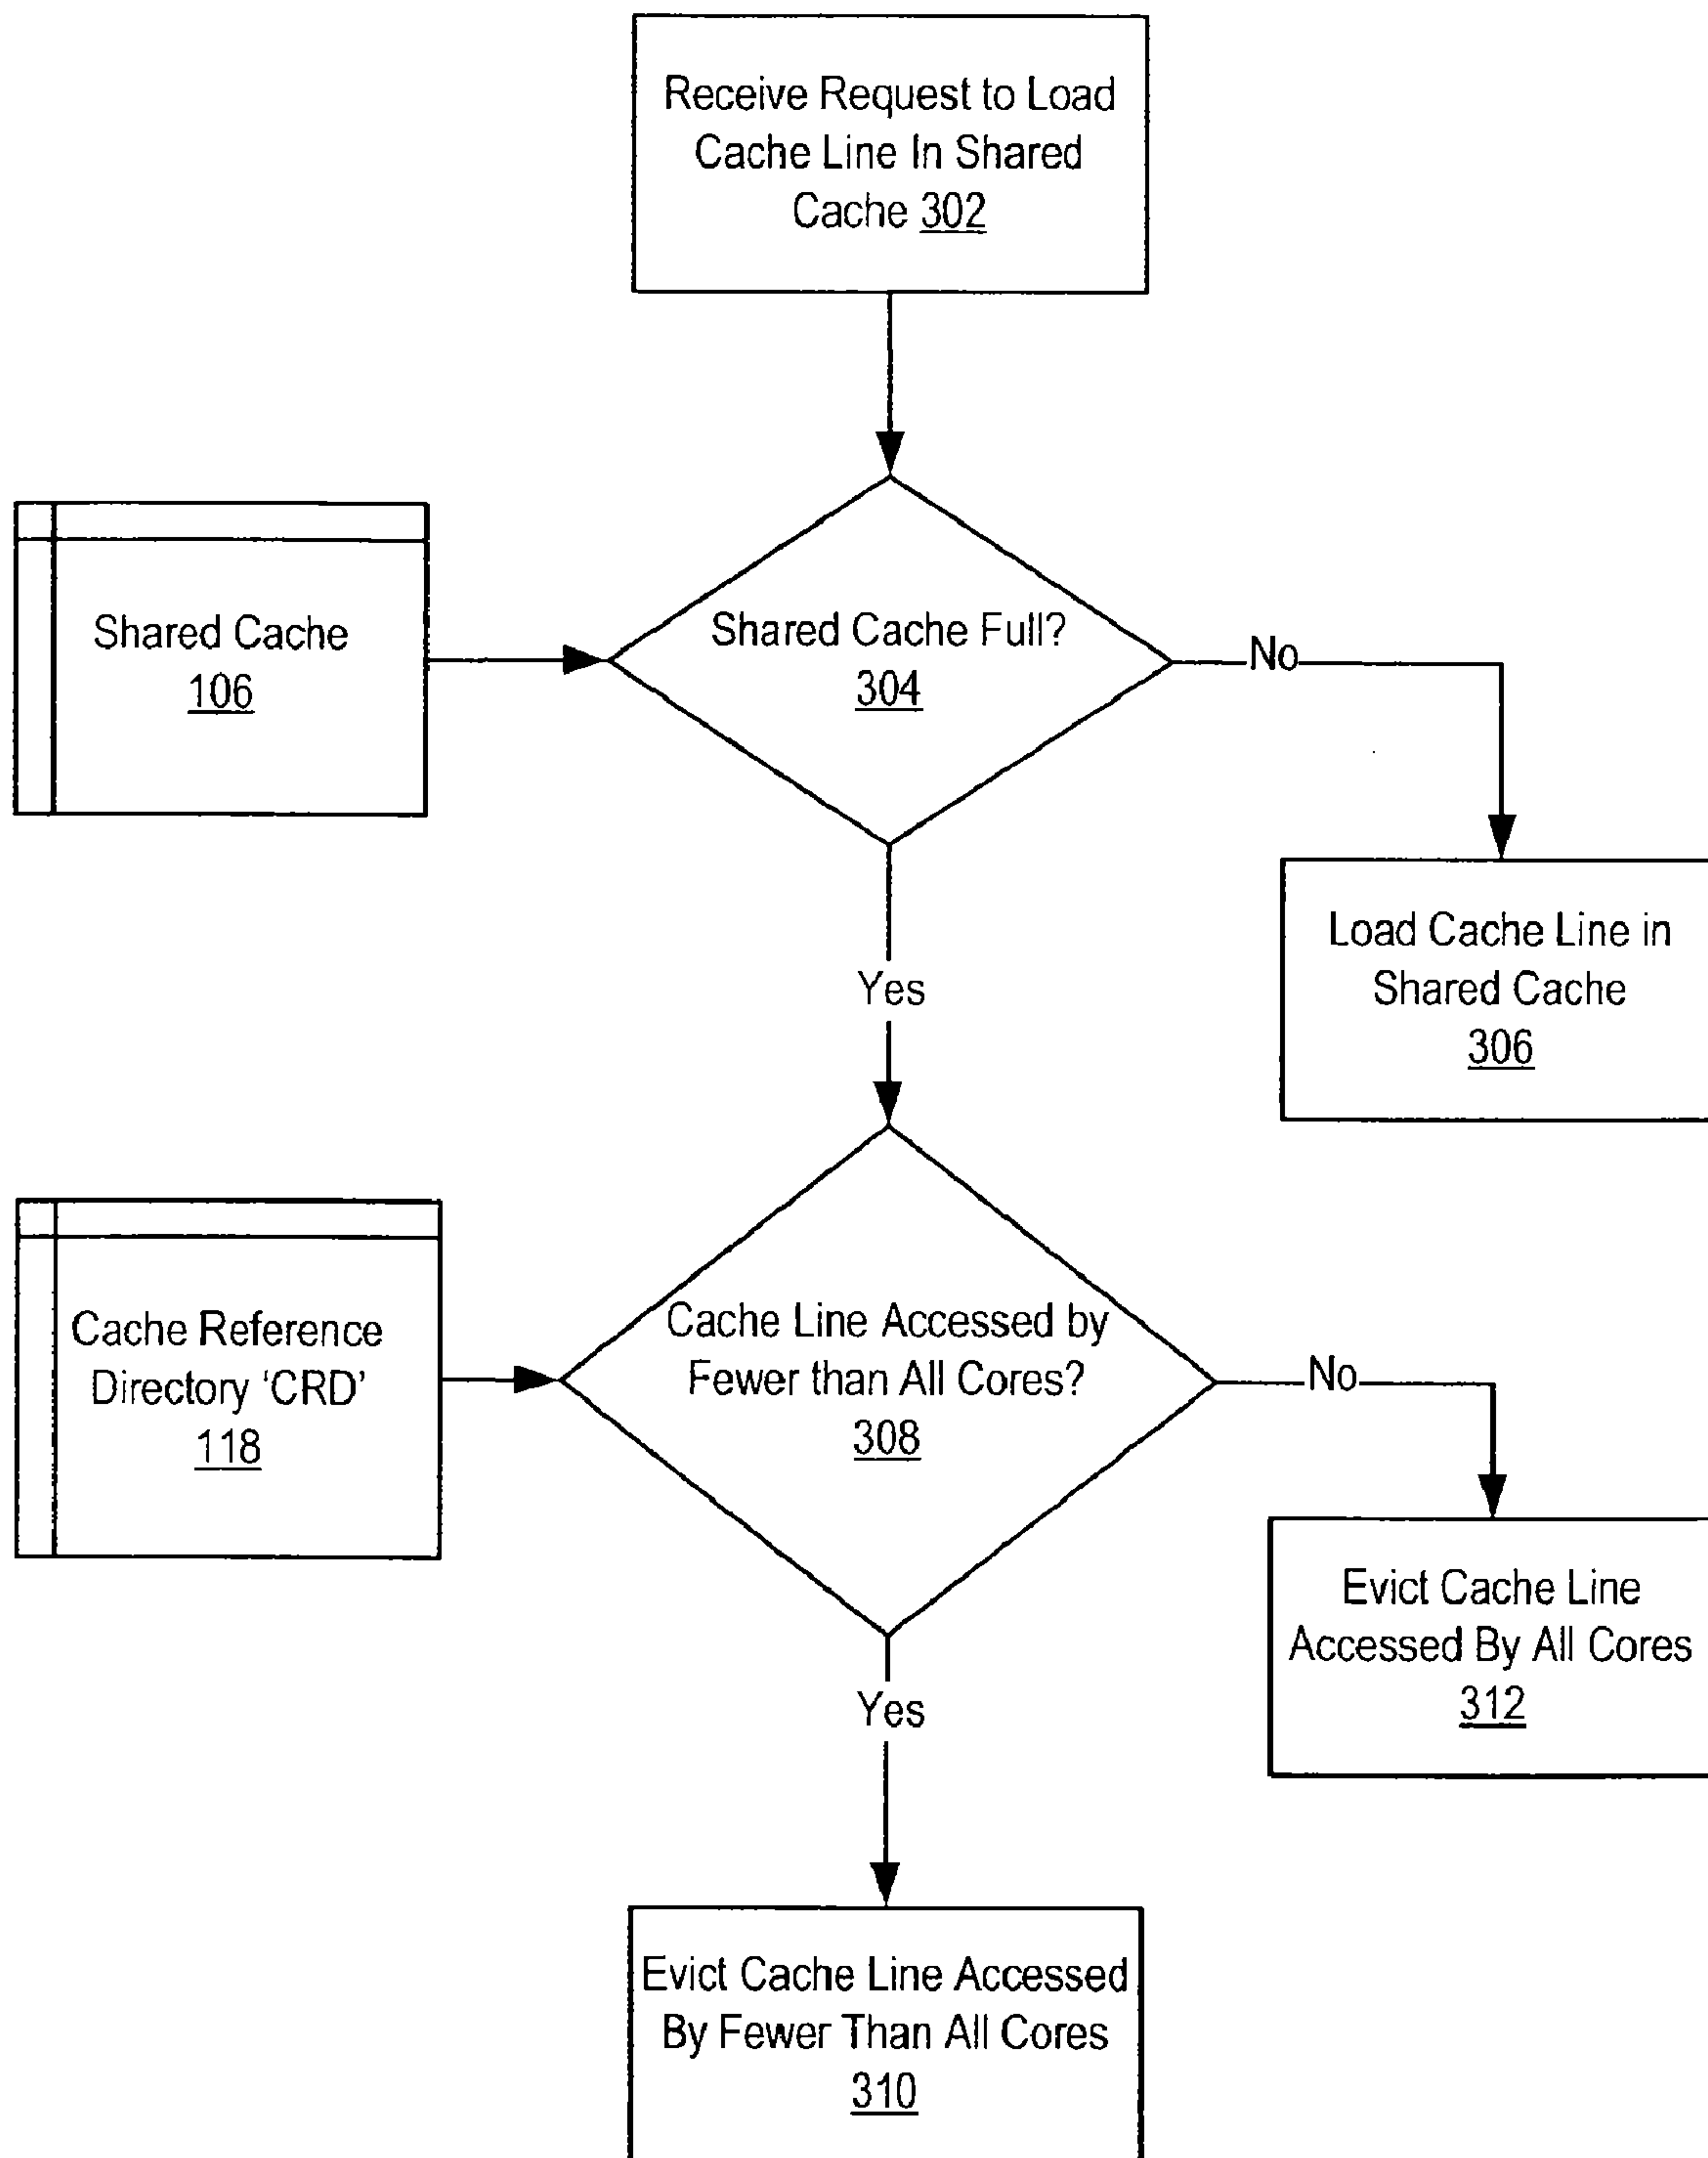 Receive Request to Load
Cache Line In Shared
Cache 302
Shared Cache
106
Shared Cache Full?
304
No
Load Cache Line in
Shared Cache
306
Yes
Cache Reference
Directory ‘CRD’
118
Cache Line Accessed by
Fewer than All Cores?
308
No
Evict Cache Line
Accessed By All Cores
312
Yes
Evict Cache Line Accessed
By Fewer Than All Cores
310